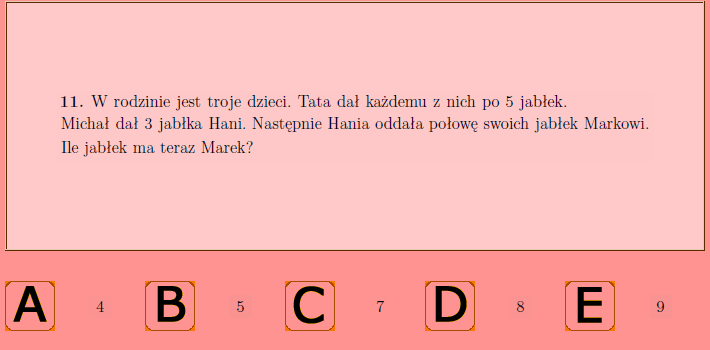 11. W rodzinie jest troje dzieci. Tata dał każdemu z nich po 5 jabłek.
Michał dał 3 jabłka Hani. Następnie Hania oddała połowę swoich jabłek Markowi.
Ile jabłek ma teraz Marek?
A 4 B 5 C 7 D 8 E 9